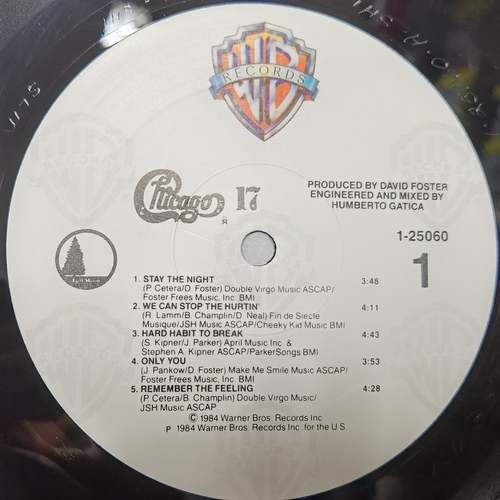 WB
RECORDS
Chicago 17
®
PRODUCED BY DAVID FOSTER
ENGINEERED AND MIXED BY
HUMBERTO GATICA
1-25060
1
Full Moon
1. STAY THE NIGHT 3:48
(P. Cetera/D. Foster) Double Virgo Music ASCAP/
Foster Frees Music, Inc. BMI
2. WE CAN STOP THE HURTIN' 4:11
(R. Lamm/B. Champlin/D. Neal) Fin de Siecle
Musique/JSH Music ASCAP/Cheeky Kid Music BMI
3. HARD HABIT TO BREAK 4:43
(S. Kipner/J. Parker) April Music Inc. &
Stephen A. Kipner ASCAP/ParkerSongs BMI
4. ONLY YOU 3:53
(J. Pankow/D. Foster) Make Me Smile Music ASCAP/
Foster Frees Music, Inc. BMI
5. REMEMBER THE FEELING 4:28
(P. Cetera/B. Champlin) Double Virgo Music/
JSH Music ASCAP
© 1984 Warner Bros. Records Inc.
℗ 1984 Warner Bros. Records Inc. for the U.S.